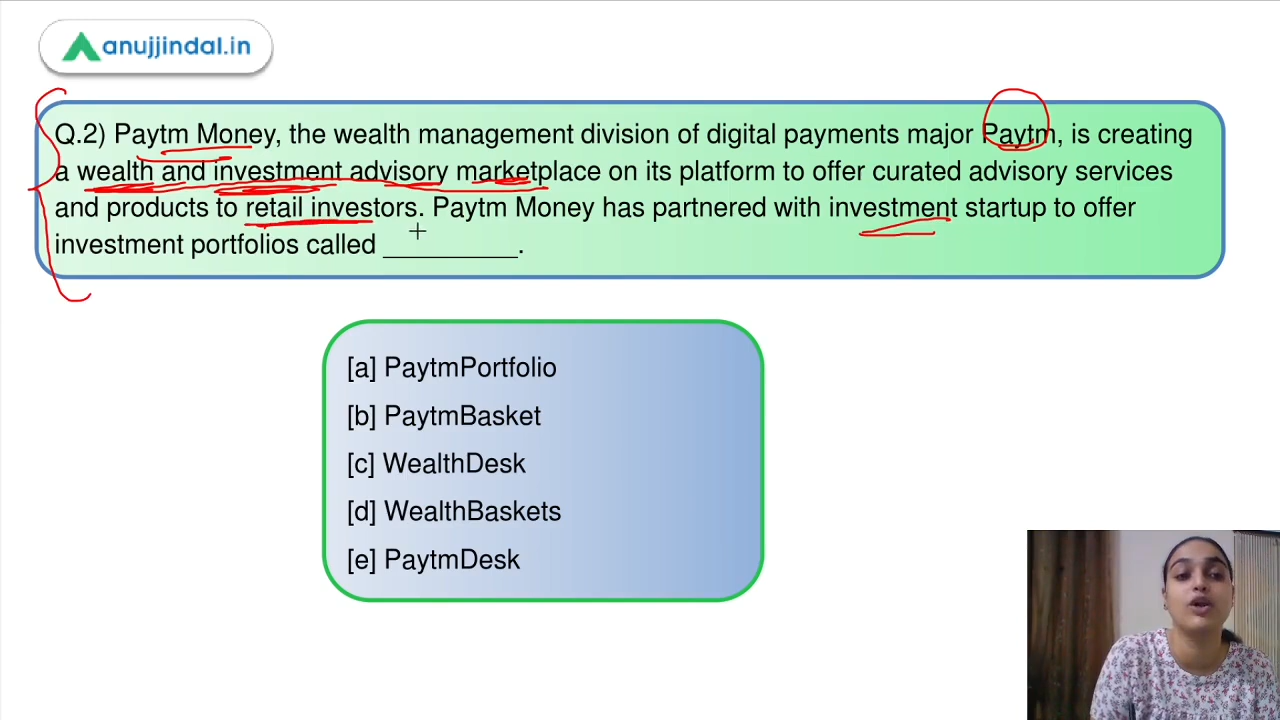 anujjindal.in
Q.2) Paytm Money, the wealth management division of digital payments major Paytm, is creating
a wealth and investment advisory marketplace on its platform to offer curated advisory services
and products to retail investors. Paytm Money has partnered with investment startup to offer
investment portfolios called _________.
[a] PaytmPortfolio
[b] PaytmBasket
[c] WealthDesk
[d] WealthBaskets
[e] PaytmDesk